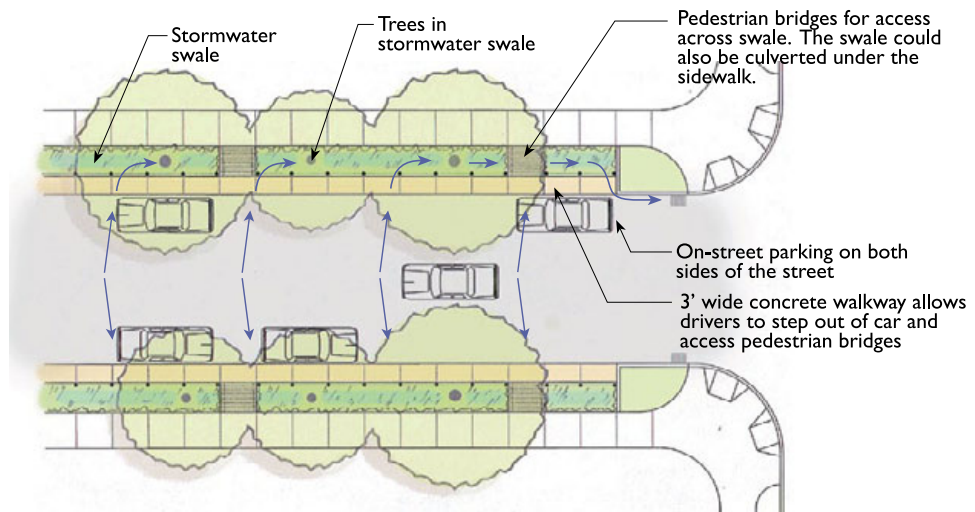 Stormwater
swale
Trees in
stormwater swale
Pedestrian bridges for access
across swale. The swale could
also be culverted under the
sidewalk.
On-street parking on both
sides of the street
3’ wide concrete walkway allows
drivers to step out of car and
access pedestrian bridges